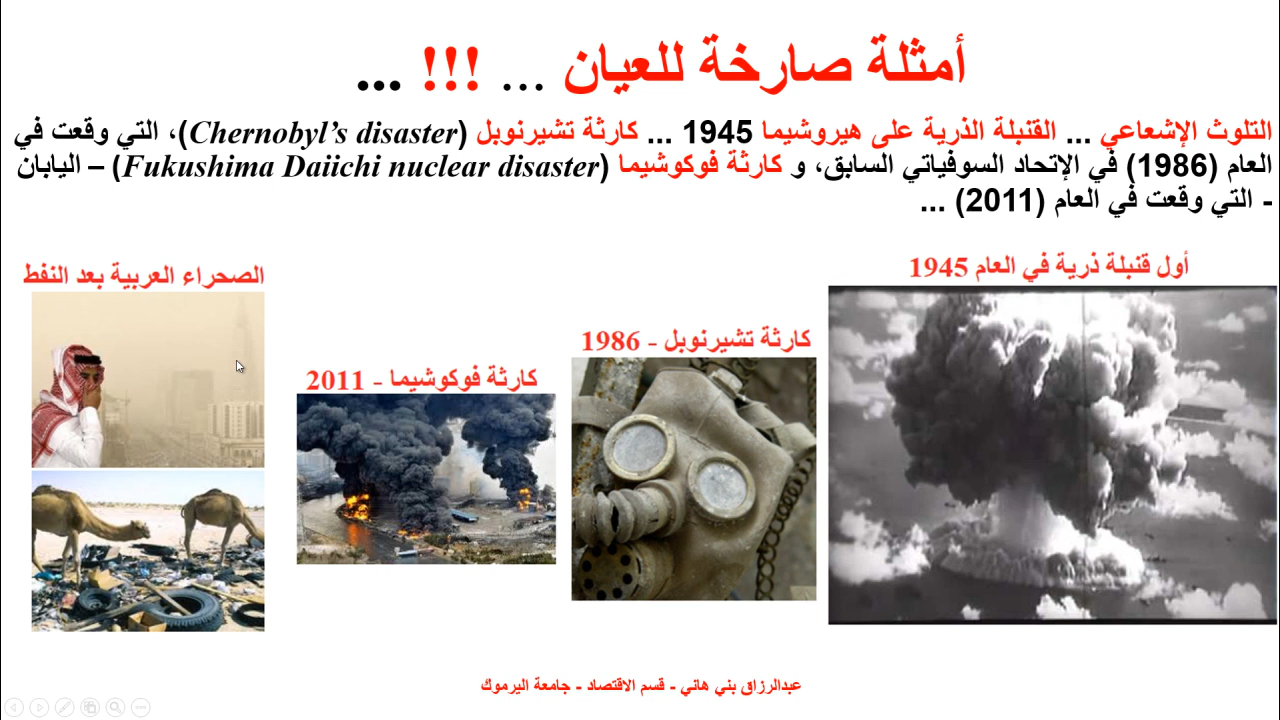 أمثلة صارخة للعيان ... !!! ...
التلوث الإشعاعي ... القنبلة الذرية على هيروشيما 1945 ... كارثة تشيرنوبل (Chernobyl’s disaster)، التي وقعت في
العام (1986) في الإتحاد السوفياتي السابق، و كارثة فوكوشيما (Fukushima Daiichi nuclear disaster) – اليابان
- التي وقعت في العام (2011) ...
أول قنبلة ذرية في العام 1945
كارثة تشيرنوبل - 1986
كارثة فوكوشيما - 2011
الصحراء العربية بعد النفط
عبدالرزاق بني هاني - قسم الاقتصاد - جامعة اليرموك